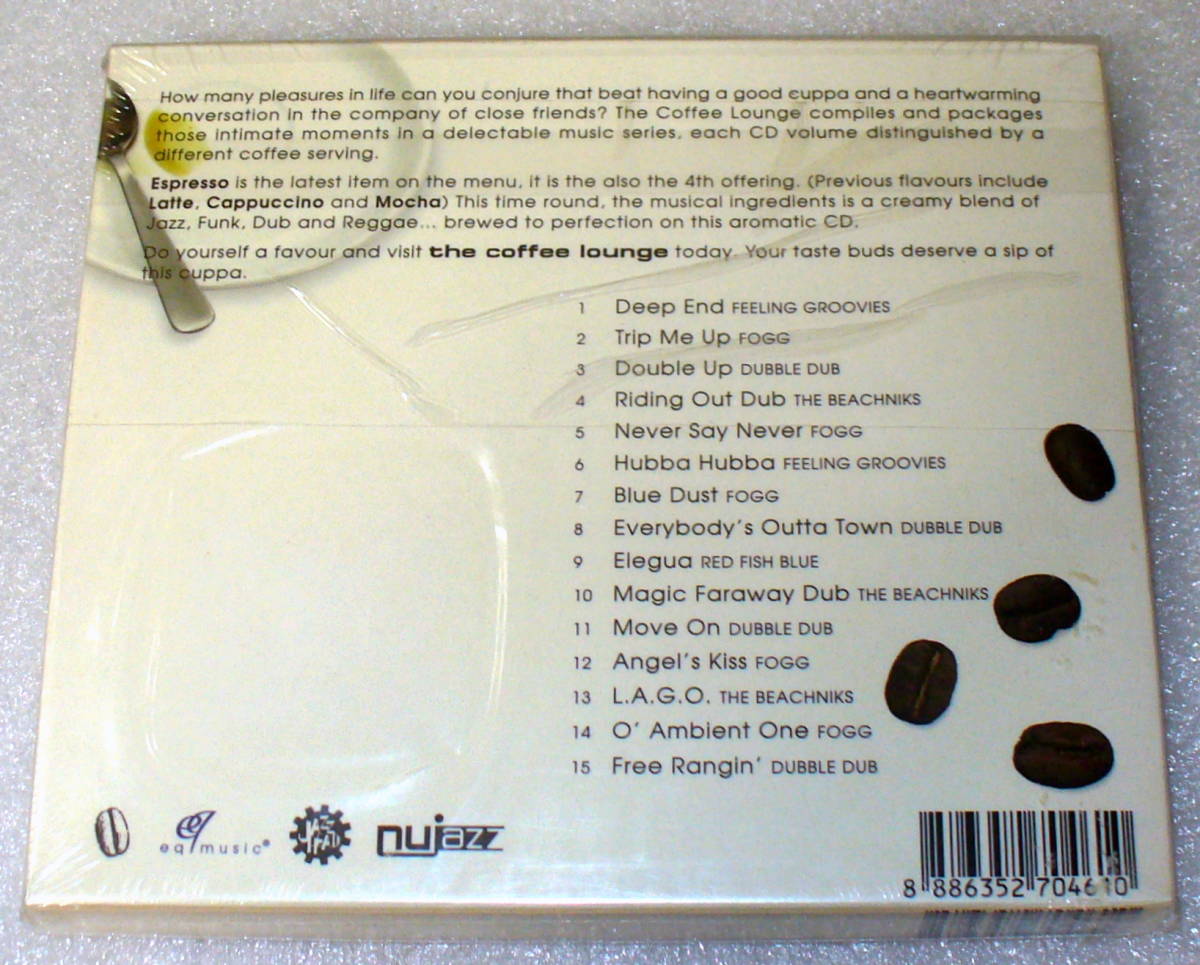 How many pleasures in life can you conjure that beat having a good cuppa and a heartwarming
conversation in the company of close friends? The Coffee Lounge compiles and packages
those intimate moments in a delectable music series, each CD volume distinguished by a
different coffee serving.
Espresso is the latest item on the menu, it is the also the 4th offering. (Previous flavours include
Latte, Cappuccino and Mocha) This time round, the musical ingredients is a creamy blend of
Jazz, Funk, Dub and Reggae... brewed to perfection on this aromatic CD.
Do yourself a favour and visit the coffee lounge today. Your taste buds deserve a sip of
this cuppa.
1 Deep End FEELING GROOVIES
2 Trip Me Up FOGG
3 Double Up DUBBLE DUB
4 Riding Out Dub THE BEACHNIKS
5 Never Say Never FOGG
6 Hubba Hubba FEELING GROOVIES
7 Blue Dust FOGG
8 Everybody's Outta Town DUBBLE DUB
9 Elegua RED FISH BLUE
10 Magic Faraway Dub THE BEACHNIKS
11 Move On DUBBLE DUB
12 Angel's Kiss FOGG
13 L.A.G.O. THE BEACHNIKS
14 O' Ambient One FOGG
15 Free Rangin' DUBBLE DUB
eq music®
nujazz
8 886352 704610